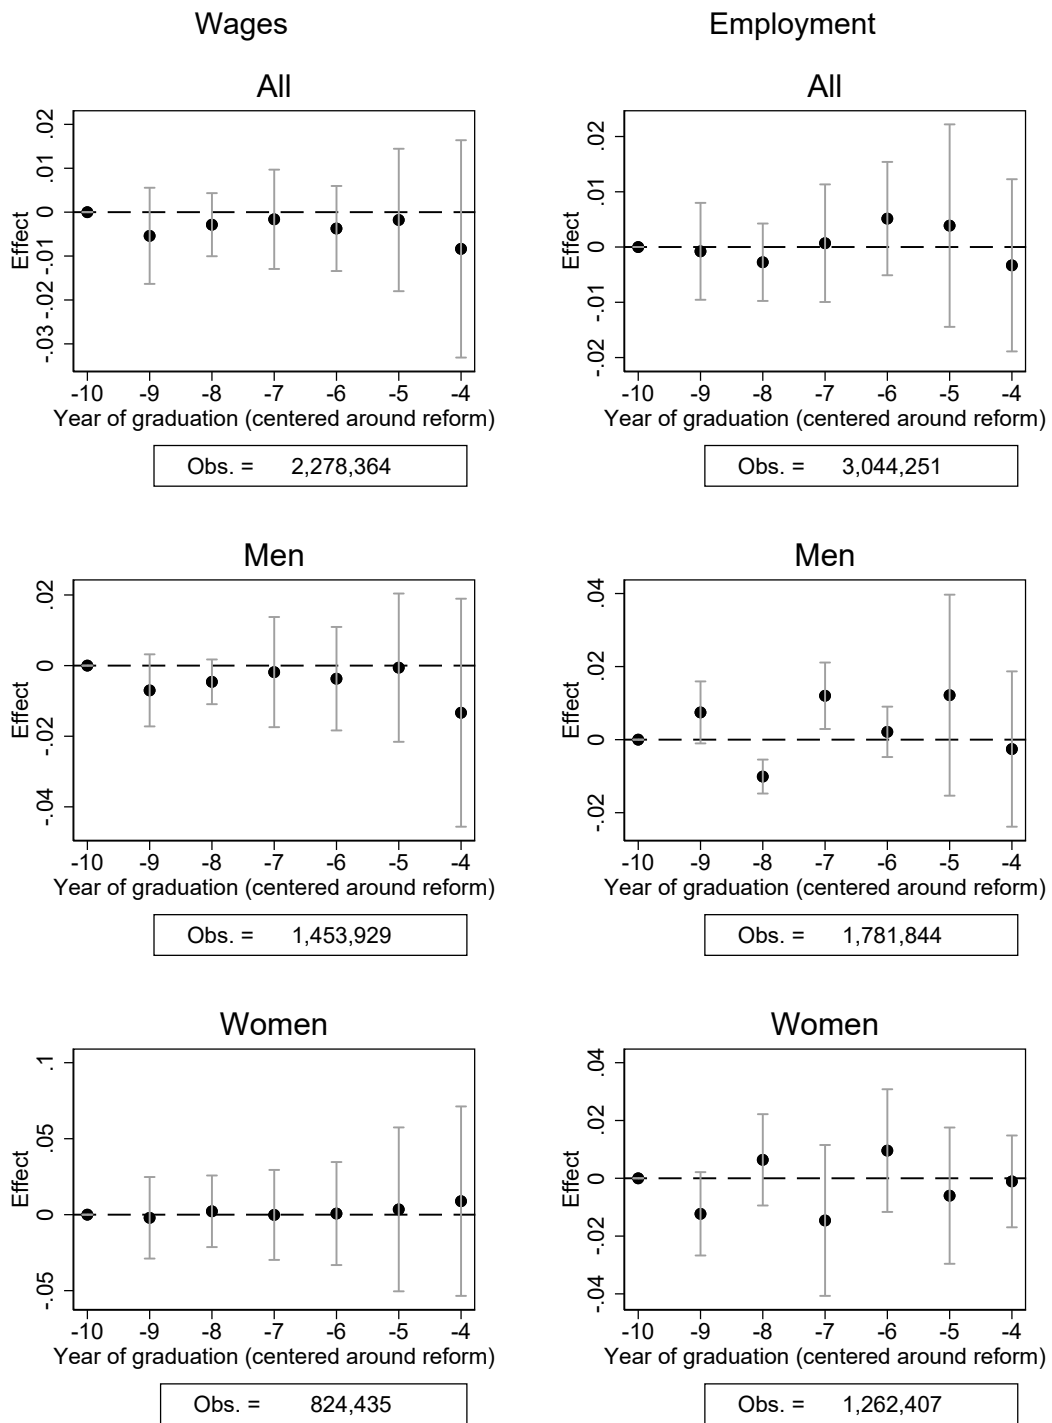 Wages Employment
All
Effect
.02
.01
0
-.01
-.02
-.03
-10 -9 -8 -7 -6 -5 -4
Year of graduation (centered around reform)
Obs. = 2,278,364
All
Effect
.02
.01
0
-.01
-.02
-10 -9 -8 -7 -6 -5 -4
Year of graduation (centered around reform)
Obs. = 3,044,251
Men
Effect
.02
0
-.02
-.04
-10 -9 -8 -7 -6 -5 -4
Year of graduation (centered around reform)
Obs. = 1,453,929
Men
Effect
.04
.02
0
-.02
-10 -9 -8 -7 -6 -5 -4
Year of graduation (centered around reform)
Obs. = 1,781,844
Women
Effect
.1
.05
0
-.05
-10 -9 -8 -7 -6 -5 -4
Year of graduation (centered around reform)
Obs. = 824,435
Women
Effect
.04
.02
0
-.02
-.04
-10 -9 -8 -7 -6 -5 -4
Year of graduation (centered around reform)
Obs. = 1,262,407